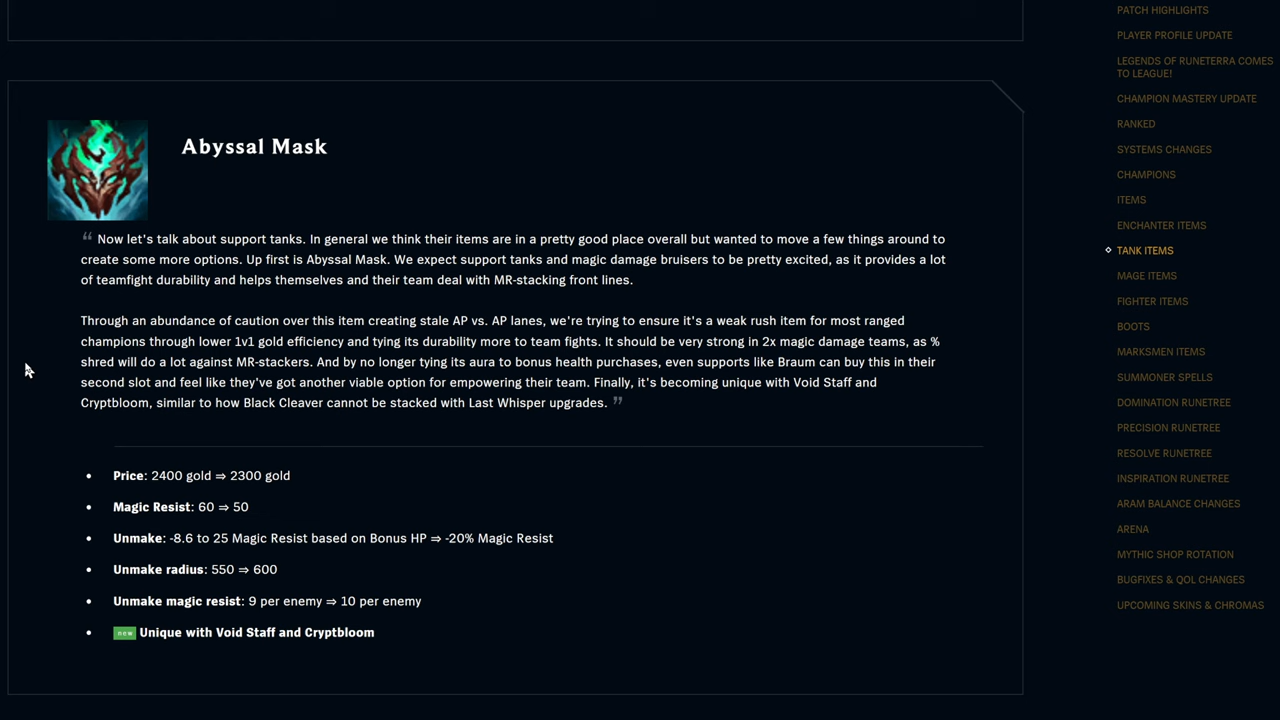 Abyssal Mask
“ Now let's talk about support tanks. In general we think their items are in a pretty good place overall but wanted to move a few things around to
create some more options. Up first is Abyssal Mask. We expect support tanks and magic damage bruisers to be pretty excited, as it provides a lot
of teamfight durability and helps themselves and their team deal with MR-stacking front lines.
Through an abundance of caution over this item creating stale AP vs. AP lanes, we're trying to ensure it's a weak rush item for most ranged
champions through lower 1v1 gold efficiency and tying its durability more to team fights. It should be very strong in 2x magic damage teams, as %
shred will do a lot against MR-stackers. And by no longer tying its aura to bonus health purchases, even supports like Braum can buy this in their
second slot and feel like they've got another viable option for empowering their team. Finally, it's becoming unique with Void Staff and
Cryptbloom, similar to how Black Cleaver cannot be stacked with Last Whisper upgrades. ”
• Price: 2400 gold ⇒ 2300 gold
• Magic Resist: 60 ⇒ 50
• Unmake: -8.6 to 25 Magic Resist based on Bonus HP ⇒ -20% Magic Resist
• Unmake radius: 550 ⇒ 600
• Unmake magic resist: 9 per enemy ⇒ 10 per enemy
• new Unique with Void Staff and Cryptbloom
PATCH HIGHLIGHTS
PLAYER PROFILE UPDATE
LEGENDS OF RUNETERRA COMES
TO LEAGUE!
CHAMPION MASTERY UPDATE
RANKED
SYSTEMS CHANGES
CHAMPIONS
ITEMS
ENCHANTER ITEMS
TANK ITEMS
MAGE ITEMS
FIGHTER ITEMS
BOOTS
MARKSMEN ITEMS
SUMMONER SPELLS
DOMINATION RUNETREE
PRECISION RUNETREE
RESOLVE RUNETREE
INSPIRATION RUNETREE
ARAM BALANCE CHANGES
ARENA
MYTHIC SHOP ROTATION
BUGFIXES & QOL CHANGES
UPCOMING SKINS & CHROMAS